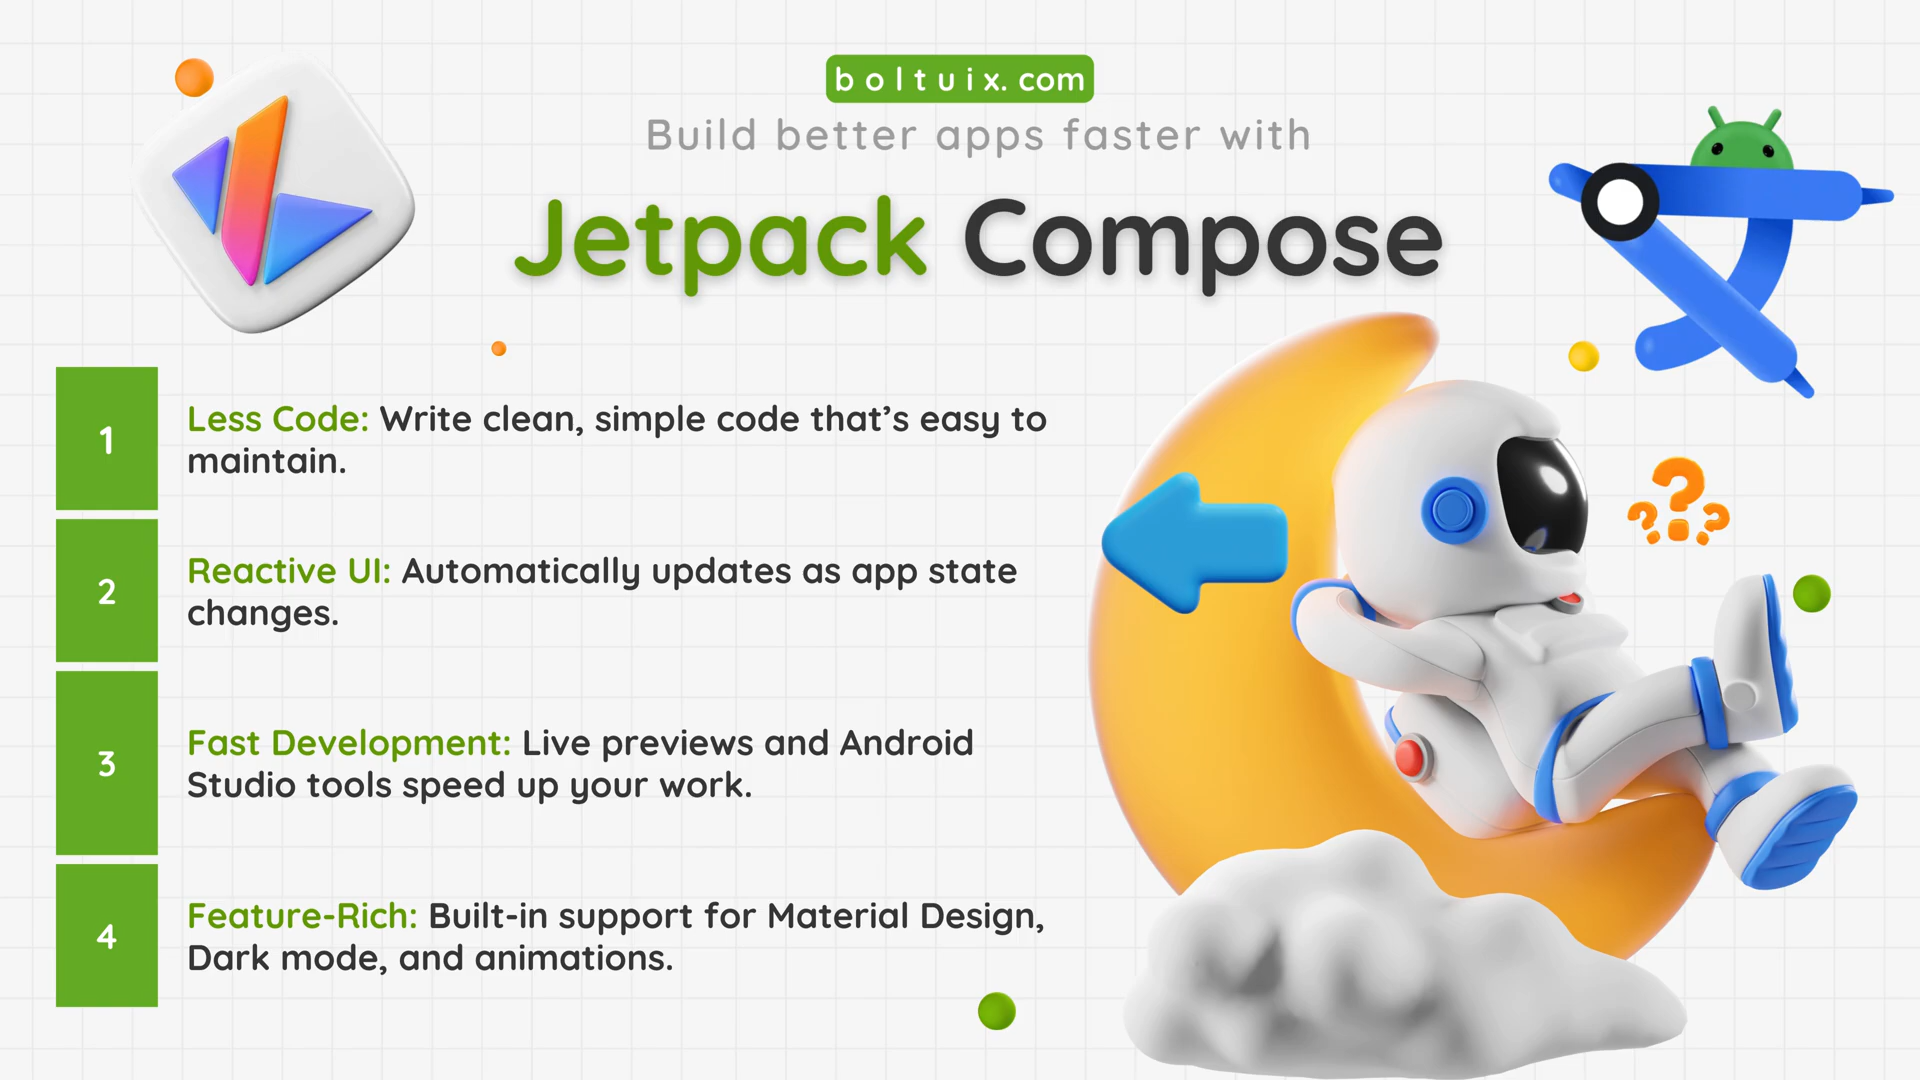 boltuix.com
Build better apps faster with
Jetpack Compose
1
Less Code: Write clean, simple code that’s easy to
maintain.
2
Reactive UI: Automatically updates as app state
changes.
3
Fast Development: Live previews and Android
Studio tools speed up your work.
4
Feature-Rich: Built-in support for Material Design,
Dark mode, and animations.
???